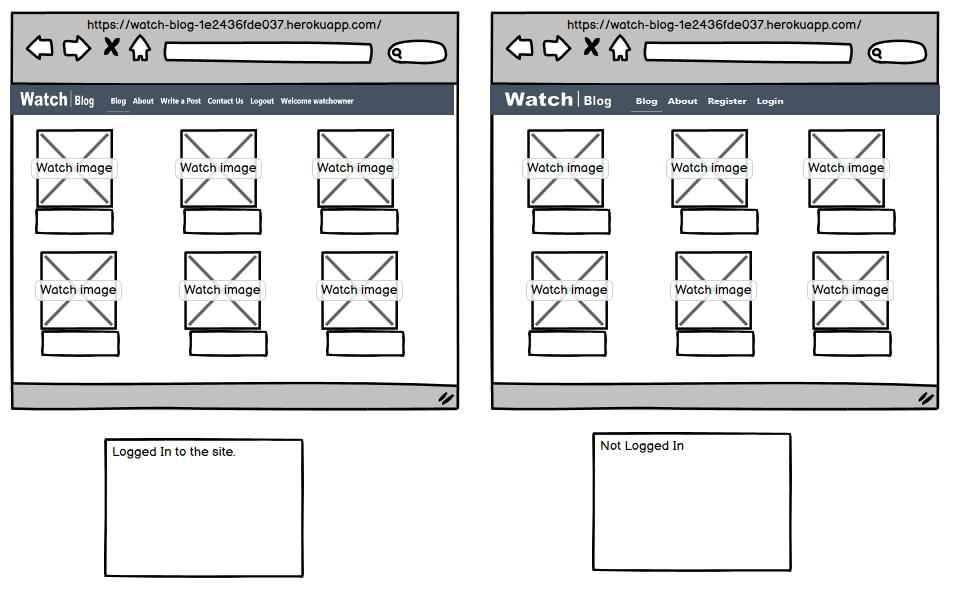 https://watch-blog-1e2436fde037.herokuapp.com/
Watch Blog Blog About Write a Post Contact Us Logout Welcome watchowner
Watch image Watch image Watch image
Watch image Watch image Watch image
Logged In to the site.
https://watch-blog-1e2436fde037.herokuapp.com/
Watch Blog Blog About Register Login
Watch image Watch image Watch image
Watch image Watch image Watch image
Not Logged In